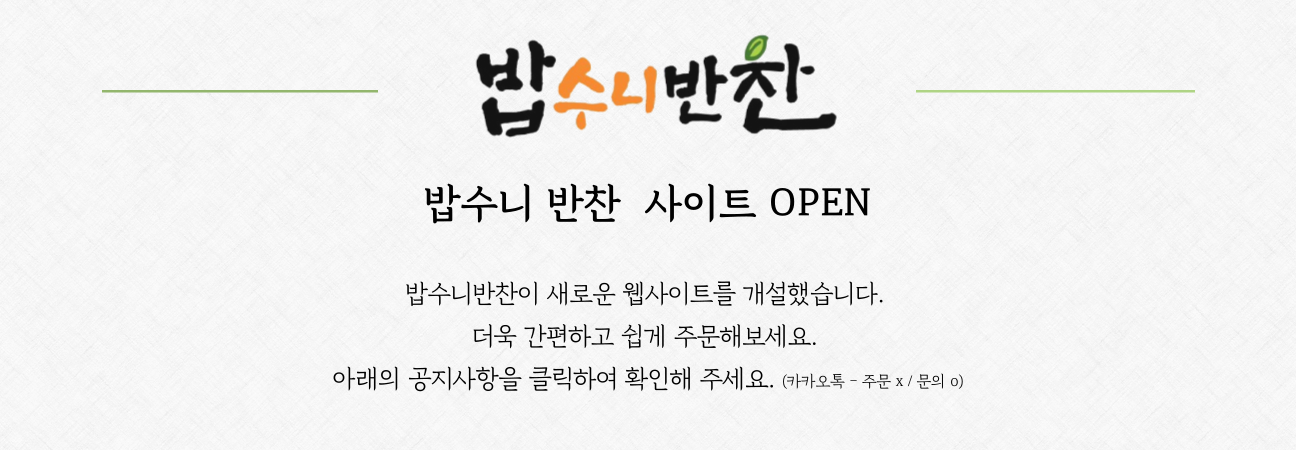 밥수니반찬
밥수니 반찬 사이트 OPEN
밥수니반찬이 새로운 웹사이트를 개설했습니다.
더욱 간편하고 쉽게 주문해보세요.
아래의 공지사항을 클릭하여 확인해 주세요. (카카오톡 - 주문 x / 문의 o)